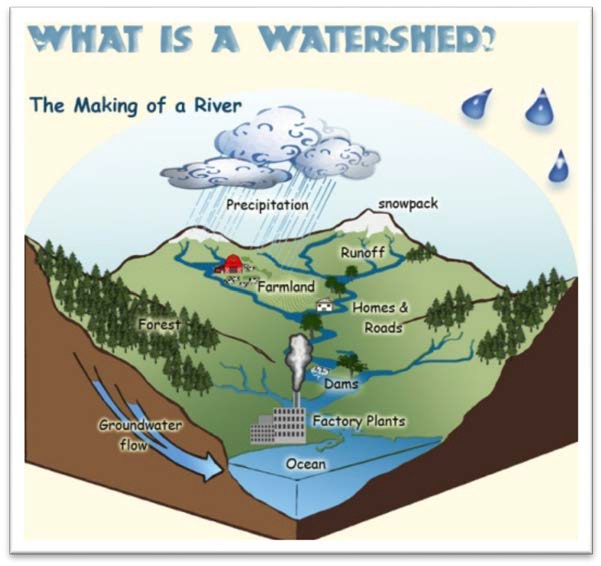 WHAT IS A WATERSHED?
The Making of a River
Precipitation
snowpack
Runoff
Farmland
Homes &
Roads
Forest
Dams
Groundwater
flow
Factory Plants
Ocean